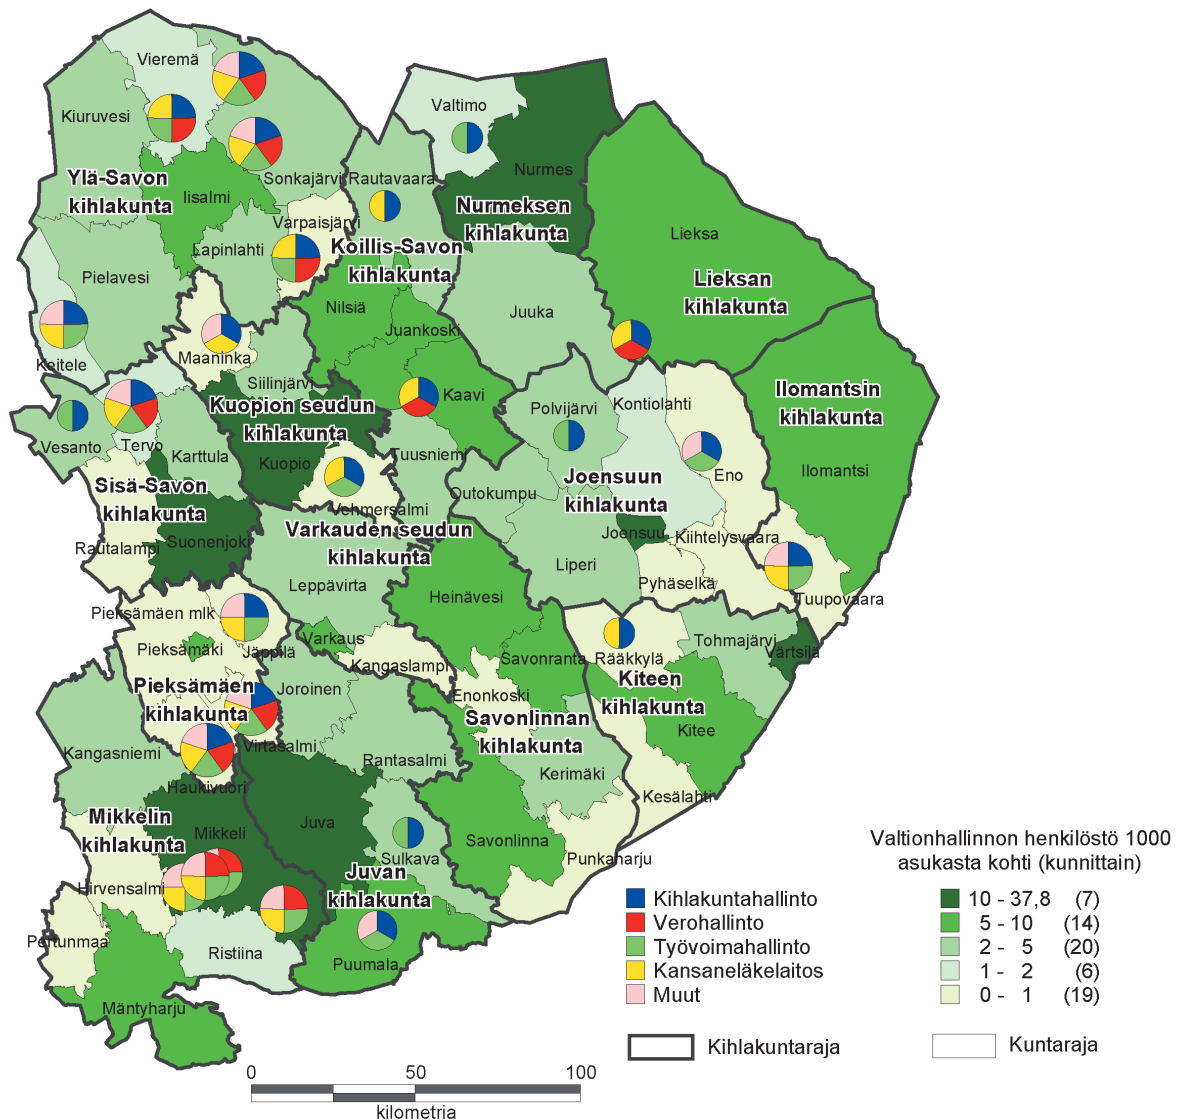 Vieremä
Kiuruvesi
Ylä-Savon
kihlakunta
Iisalmi
Sonkajärvi
Varpaisjärvi
Lapinlahti
Pielavesi
Keitele
Valtimo
Nurmes
Rautavaara
Nurmeksen
kihlakunta
Koillis-Savon
kihlakunta
Lieksa
Lieksan
kihlakunta
Nilsiä
Juankoski
Juuka
Maaninka
Siilinjärvi
Kaavi
Kuopion seudun
kihlakunta
Kuopio
Vesanto
Tervo
Karttula
Tuusniemi
Vehmersalmi
Sisä-Savon
kihlakunta
Rautalampi
Suonenjoki
Polvijärvi
Kontiolahti
Eno
Ilomantsin
kihlakunta
Ilomantsi
Outokumpu
Joensuun
kihlakunta
Joensuu
Kiihtelysvaara
Liperi
Pyhäselkä
Tuupovaara
Varkauden seudun
kihlakunta
Leppävirta
Heinävesi
Pieksämäen mlk
Pieksämäki
Jäppilä
Varkaus
Kangaslampi
Savonranta
Rääkkylä
Tohmajärvi
Värtsilä
Kiteen
kihlakunta
Kitee
Kesälahti
Pieksämäen
kihlakunta
Joroinen
Enonkoski
Savonlinnan
kihlakunta
Kangasniemi
Virtasalmi
Haukivuori
Rantasalmi
Kerimäki
Mikkelin
kihlakunta
Mikkeli
Juva
Sulkava
Savonlinna
Punkaharju
Juvan
kihlakunta
Hirvensalmi
Pertunmaa
Ristiina
Puumala
Mäntyharju
Kihlakuntahallinto
Verohallinto
Työvoimahallinto
Kansaneläkelaitos
Muut
Kihlakuntaraja
Valtionhallinnon henkilöstö 1000
asukasta kohti (kunnittain)
10 - 37,8 (7)
5 - 10 (14)
2 - 5 (20)
1 - 2 (6)
0 - 1 (19)
Kuntaraja
0 50 100
kilometria